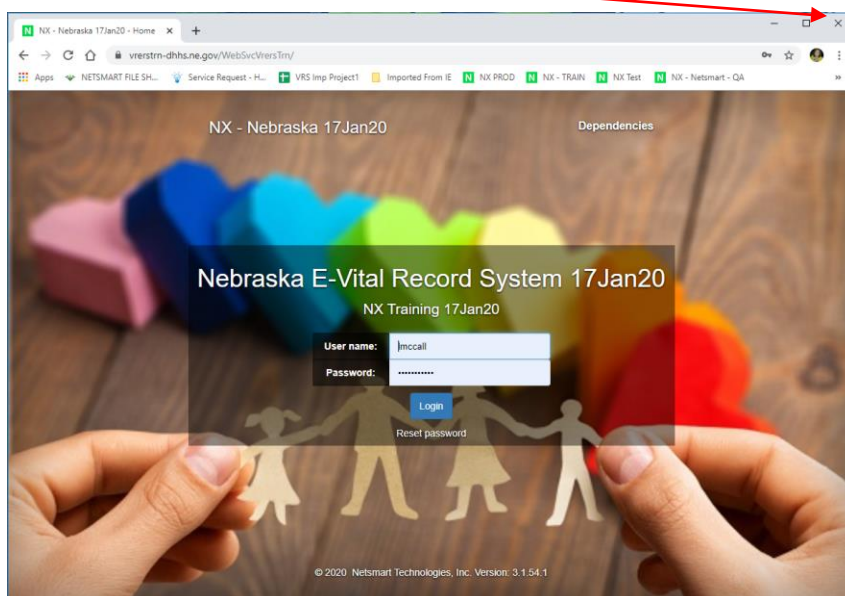 NX - Nebraska 17Jan20 - Home
vrerstrn-dhhs.ne.gov/WebSvcVrersTrn/
Apps NETSMART FILE SH... Service Request - H... VRS Imp Project1 Imported From IE NX PROD NX - TRAIN NX Test NX - Netsmart - QA
NX - Nebraska 17Jan20 Dependencies
Nebraska E-Vital Record System 17Jan20
NX Training 17Jan20
User name: lmccall
Password: ···········
Login
Reset password
© 2020 Netsmart Technologies, Inc. Version: 3.1.54.1